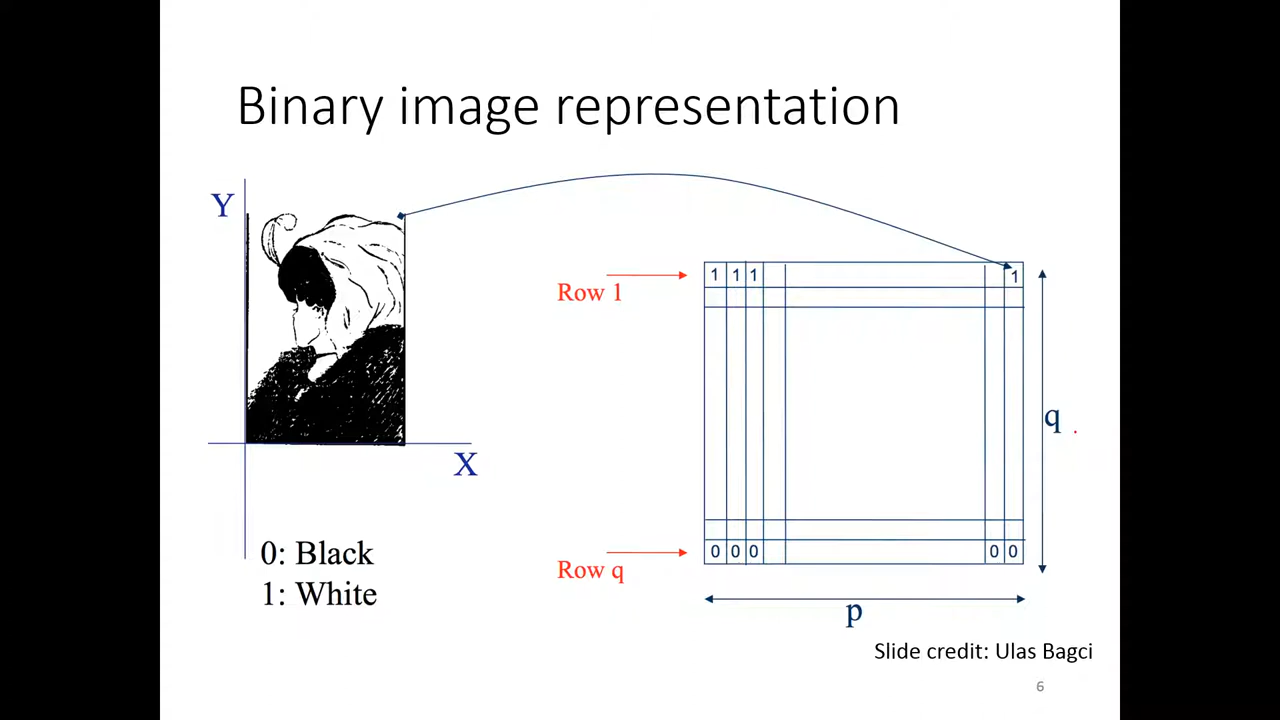 Binary image representation
Y
X
0: Black
1: White
Row 1
1 1 1 1
q
Row q
0 0 0 0 0
p
Slide credit: Ulas Bagci
6